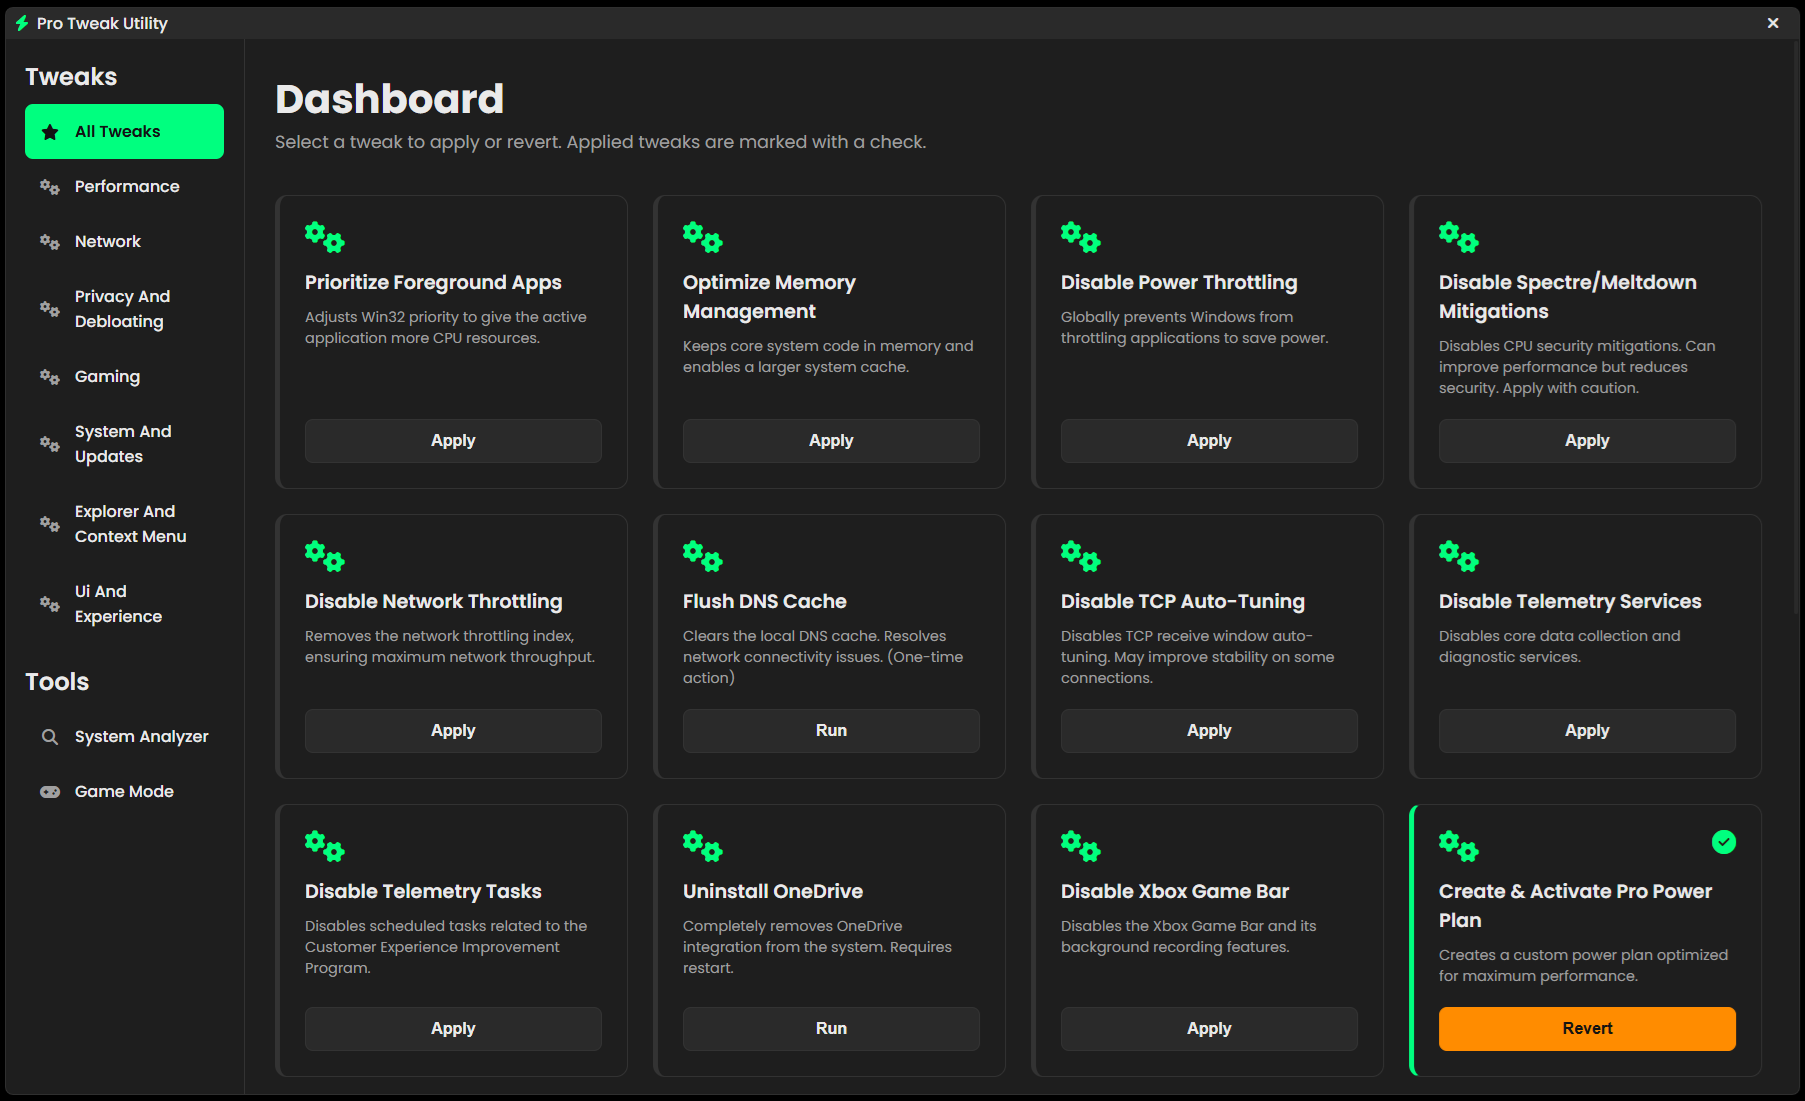 Pro Tweak Utility
Tweaks
All Tweaks
Performance
Network
Privacy And
Debloating
Gaming
System And
Updates
Explorer And
Context Menu
Ui And
Experience
Tools
System Analyzer
Game Mode
Dashboard
Select a tweak to apply or revert. Applied tweaks are marked with a check.
Prioritize Foreground Apps
Adjusts Win32 priority to give the active
application more CPU resources.
Apply
Optimize Memory
Management
Keeps core system code in memory and
enables a larger system cache.
Apply
Disable Power Throttling
Globally prevents Windows from
throttling applications to save power.
Apply
Disable Spectre/Meltdown
Mitigations
Disables CPU security mitigations. Can
improve performance but reduces
security. Apply with caution.
Apply
Disable Network Throttling
Removes the network throttling index,
ensuring maximum network throughput.
Apply
Flush DNS Cache
Clears the local DNS cache. Resolves
network connectivity issues. (One-time
action)
Run
Disable TCP Auto-Tuning
Disables TCP receive window auto-
tuning. May improve stability on some
connections.
Apply
Disable Telemetry Services
Disables core data collection and
diagnostic services.
Apply
Disable Telemetry Tasks
Disables scheduled tasks related to the
Customer Experience Improvement
Program.
Apply
Uninstall OneDrive
Completely removes OneDrive
integration from the system. Requires
restart.
Run
Disable Xbox Game Bar
Disables the Xbox Game Bar and its
background recording features.
Apply
Create & Activate Pro Power
Plan
Creates a custom power plan optimized
for maximum performance.
Revert